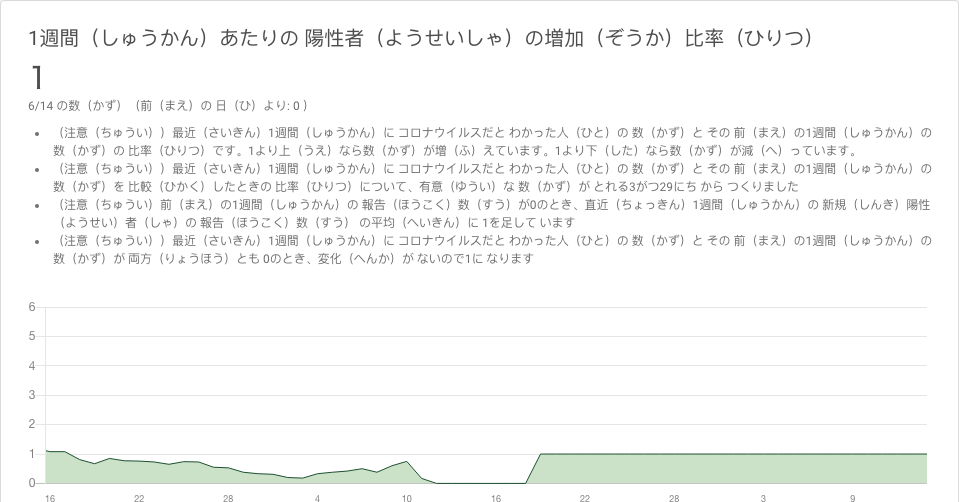 1週間（しゅうかん）あたりの 陽性者（ようせいしゃ）の増加（ぞうか）比率（ひりつ）
1
6/14 の数（かず）（前（まえ）の 日（ひ）より: 0 ）
• （注意（ちゅうい））最近（さいきん）1週間（しゅうかん）に コロナウイルスだと わかった人（ひと）の 数（かず）と その 前（まえ）の1週間（しゅうかん）の
数（かず）の 比率（ひりつ）です。1より上（うえ）なら数（かず）が増（ふ）えています。1より下（した）なら数（かず）が減（へ）っています。
• （注意（ちゅうい））最近（さいきん）1週間（しゅうかん）に コロナウイルスだと わかった人（ひと）の 数（かず）と その 前（まえ）の1週間（しゅうかん）の
数（かず）を 比較（ひかく）したときの 比率（ひりつ）について、有意（ゆうい）な 数（かず）が とれる3がつ29にち から つくりました
• （注意（ちゅうい）前（まえ）の1週間（しゅうかん）の 報告（ほうこく）数（すう）が0のとき、直近（ちょっきん）1週間（しゅうかん）の 新規（しんき）陽性
（ようせい）者（しゃ）の 報告（ほうこく）数（すう）の平均（へいきん）に 1を足して います
• （注意（ちゅうい））最近（さいきん）1週間（しゅうかん）に コロナウイルスだと わかった人（ひと）の 数（かず）と その 前（まえ）の1週間（しゅうかん）の
数（かず）が 両方（りょうほう）とも 0のとき、変化（へんか）が ないので1に なります
6
5
4
3
2
1
0
16 22 28 4 10 16 22 28 3 9